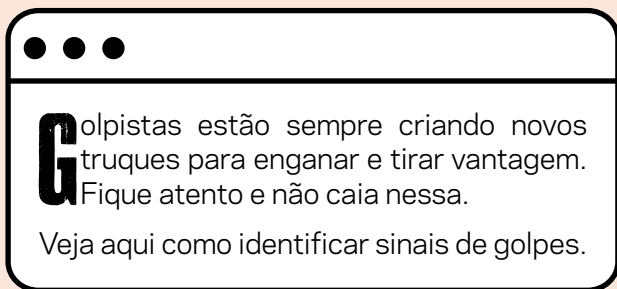 Golpistas estão sempre criando novos
truques para enganar e tirar vantagem.
Fique atento e não caia nessa.
Veja aqui como identificar sinais de golpes.